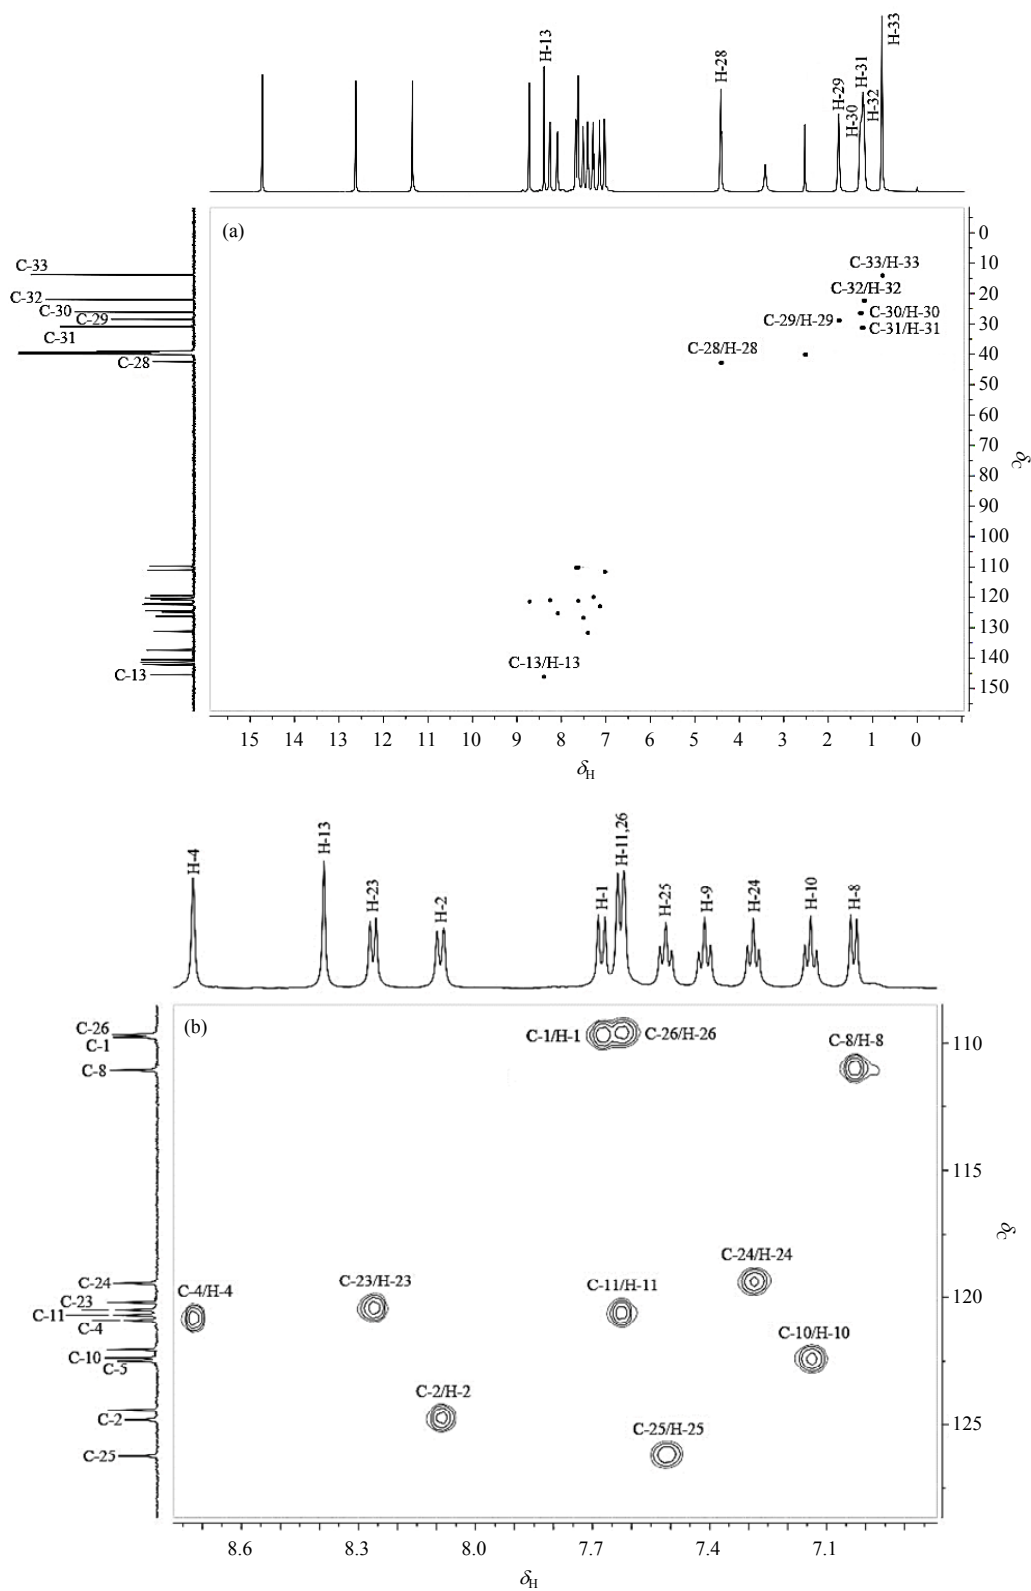 H-13
H-28
H-29
H-30
H-31
H-32
H-33
(a)
C-33
C-32
C-30
C-29
C-31
C-28
C-13
C-33/H-33
C-32/H-32
C-30/H-30
C-29/H-29
C-31/H-31
C-28/H-28
C-13/H-13
0
10
20
30
40
50
60
70
80
90
100
110
120
130
140
150
δC
15 14 13 12 11 10 9 8 7 6 5 4 3 2 1 0
δH
H-4
H-13
H-23
H-2
H-1
H-11,26
H-25
H-9
H-24
H-10
H-8
(b)
C-26
C-1
C-8
C-24
C-23
C-11
C-4
C-10
C-5
C-2
C-25
C-1/H-1
C-26/H-26
C-8/H-8
C-24/H-24
C-23/H-23
C-11/H-11
C-4/H-4
C-10/H-10
C-2/H-2
C-25/H-25
110
115
120
125
δC
8.6 8.3 8.0 7.7 7.4 7.1
δH